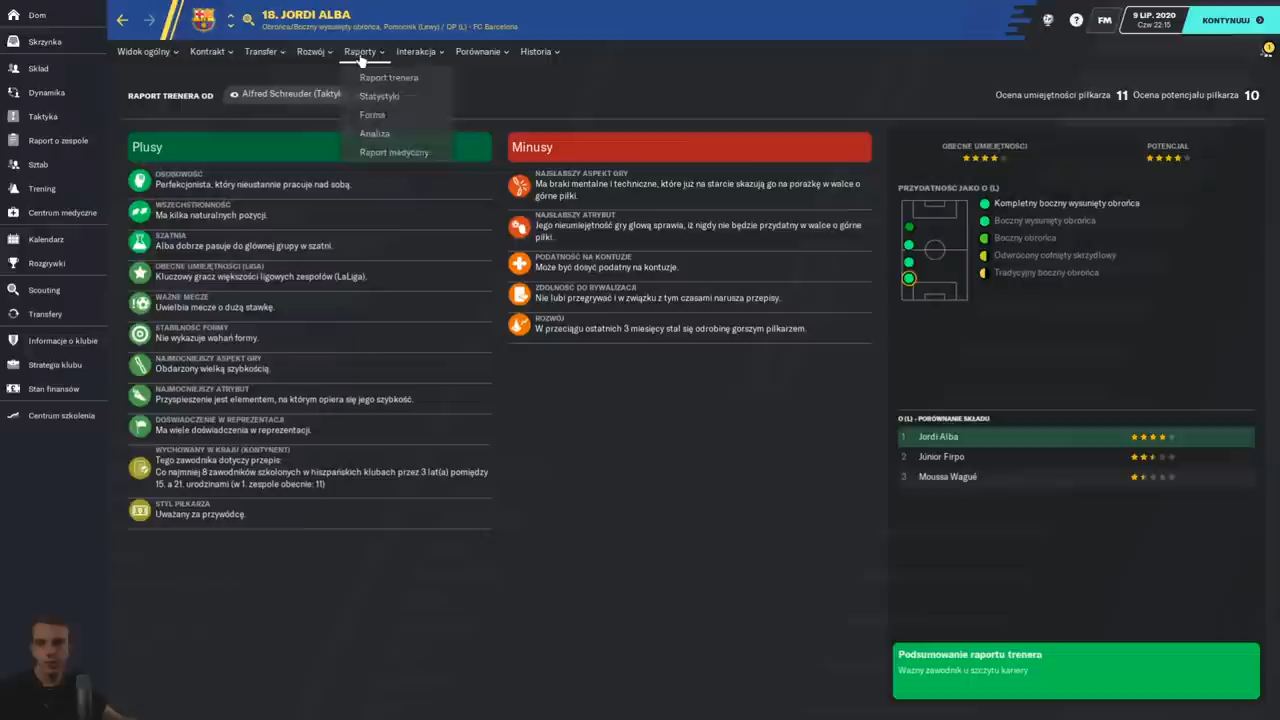 Dom
Skrzynka
Skład
Dynamika
Taktyka
Raport o zespole
Sztab
Trening
Centrum medyczne
Kalendarz
Rozgrywki
Scouting
Transfery
Informacje o klubie
Strategia klubu
Stan finansów
Centrum szkolenia
18. JORDI ALBA
Obrońca/Boczny wysunięty obrońca, Pomocnik (Lewy) / OP (L) - FC Barcelona
FM
9 LIP. 2020
Czw 22:15
KONTYNUUJ
1
Widok ogólny
Kontrakt
Transfer
Rozwój
Raporty
Interakcja
Porównanie
Historia
Raport trenera
Statystyki
Forma
Analiza
Raport medyczny
RAPORT TRENERA OD
Alfred Schreuder (Takty
Ocena umiejętności piłkarza 11 Ocena potencjału piłkarza 10
Plusy
OSOBOWOŚĆ
Perfekcjonista, który nieustannie pracuje nad sobą.
WSZECHSTRONNOŚĆ
Ma kilka naturalnych pozycji.
SZATNIA
Alba dobrze pasuje do głównej grupy w szatni.
OBECNE UMIEJĘTNOŚCI (LIGA)
Kluczowy gracz większości ligowych zespołów (LaLiga).
WAŻNE MECZE
Uwielbia mecze o dużą stawkę.
STABILNOŚĆ FORMY
Nie wykazuje wahań formy.
NAJMOCNIEJSZY ASPEKT GRY
Obdarzony wielką szybkością.
NAJMOCNIEJSZY ATRYBUT
Przyspieszenie jest elementem, na którym opiera się jego szybkość.
DOŚWIADCZENIE W REPREZENTACJI
Ma wiele doświadczenia w reprezentacji.
WYCHOWANY W KRAJU (KONTYNENT)
Tego zawodnika dotyczy przepis:
Co najmniej 8 zawodników szkolonych w hiszpańskich klubach przez 3 lat(a) pomiędzy
15. a 21. urodzinami (w 1. zespole obecnie: 11)
STYL PIŁKARZA
Uważany za przywódcę.
Minusy
NAJSŁABSZY ASPEKT GRY
Ma braki mentalne i techniczne, które już na starcie skazują go na porażkę w walce o
górne piłki.
NAJSŁABSZY ATRYBUT
Jego nieumiejętność gry głową sprawia, iż nigdy nie będzie przydatny w walce o górne
piłki.
PODATNOŚĆ NA KONTUZJE
Może być dosyć podatny na kontuzje.
ZDOLNOŚĆ DO RYWALIZACJI
Nie lubi przegrywać i w związku z tym czasami narusza przepisy.
ROZWÓJ
W przeciągu ostatnich 3 miesięcy stał się odrobinę gorszym piłkarzem.
OBECNE UMIEJĘTNOŚCI
POTENCJAŁ
PRZYDATNOŚĆ JAKO O (L)
Kompletny boczny wysunięty obrońca
Boczny wysunięty obrońca
Boczny obrońca
Odwrócony cofnięty skrzydłowy
Tradycyjny boczny obrońca
O (L) - PORÓWNANIE SKŁADU
1 Jordi Alba
2 Júnior Firpo
3 Moussa Wagué
Podsumowanie raportu trenera
Ważny zawodnik u szczytu kariery